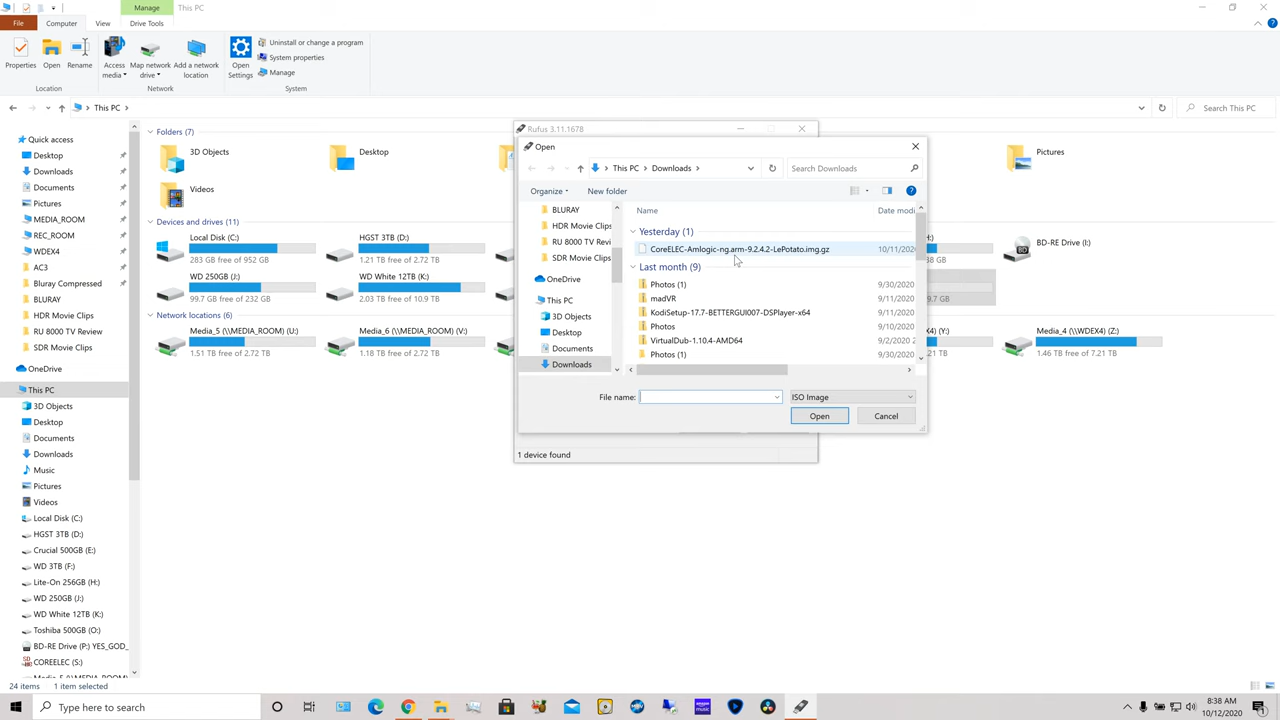 Manage
This PC
File
Computer
View
Drive Tools
Properties
Open
Rename
Access media
Map network drive
Add a network location
Open Settings
Uninstall or change a program
System properties
Manage
Location
Network
System
This PC
Search This PC
Quick access
Desktop
Downloads
Documents
Pictures
MEDIA_ROOM
REC_ROOM
WDEX4
AC3
Bluray Compressed
BLURAY
HDR Movie Clips
RU 8000 TV Review
SDR Movie Clips
OneDrive
This PC
3D Objects
Desktop
Documents
Downloads
Music
Pictures
Videos
Local Disk (C:)
HGST 3TB (D:)
Crucial 500GB (E:)
WD 3TB (F:)
Lite-On 256GB (H:)
WD 250GB (J:)
WD White 12TB (K:)
Toshiba 500GB (O:)
BD-RE Drive (P:) YES_GOD_
COREELEC (S:)
24 items
1 item selected
Folders (7)
3D Objects
Desktop
Pictures
Videos
Devices and drives (11)
Local Disk (C:)
283 GB free of 952 GB
HGST 3TB (D:)
1.21 TB free of 2.72 TB
BD-RE Drive (I:)
WD 250GB (J:)
99.7 GB free of 232 GB
WD White 12TB (K:)
2.03 TB free of 10.9 TB
Network locations (6)
Media_5 (\\MEDIA_ROOM) (U:)
1.51 TB free of 2.72 TB
Media_6 (\\MEDIA_ROOM) (V:)
1.18 TB free of 2.72 TB
Media_4 (\\WDEX4) (Z:)
1.46 TB free of 7.21 TB
Rufus 3.11.1678
Open
This PC
Downloads
Search Downloads
Organize
New folder
BLURAY
HDR Movie Clips
RU 8000 TV Revi
SDR Movie Clips
OneDrive
This PC
3D Objects
Desktop
Documents
Downloads
Name
Date modi
Yesterday (1)
CoreELEC-Amlogic-ng.arm-9.2.4.2-LePotato.img.gz
10/11/202
Last month (9)
Photos (1)
9/30/2020
madVR
9/11/2020
KodiSetup-17.7-BETTERGUI007-DSPlayer-x64
9/11/2020
Photos
9/10/2020
VirtualDub-1.10.4-AMD64
9/2/2020
Photos (1)
9/30/2020
File name:
ISO Image
Open
Cancel
1 device found
Type here to search
8:38 AM
10/12/2020